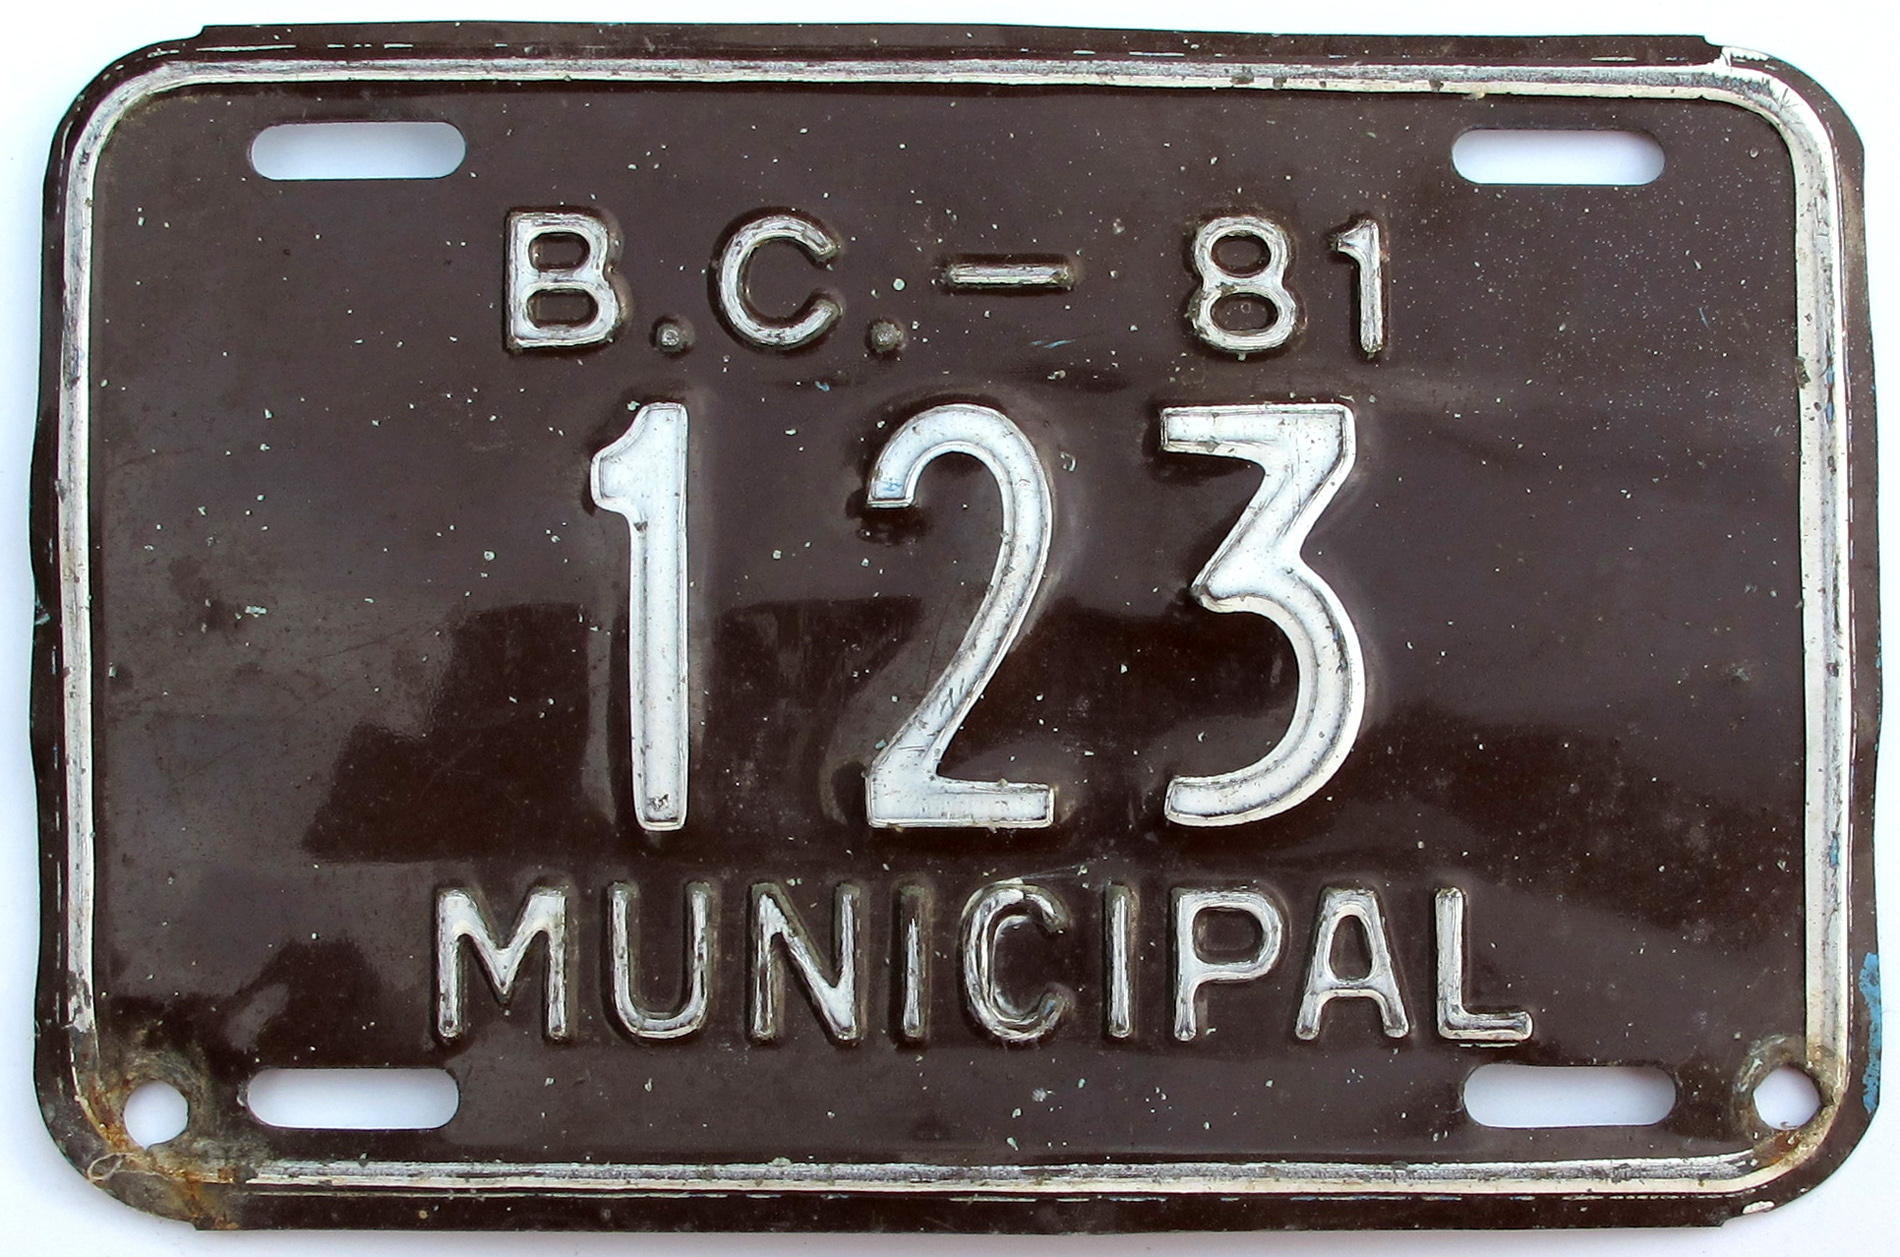 B.C. - 81
123
MUNICIPAL